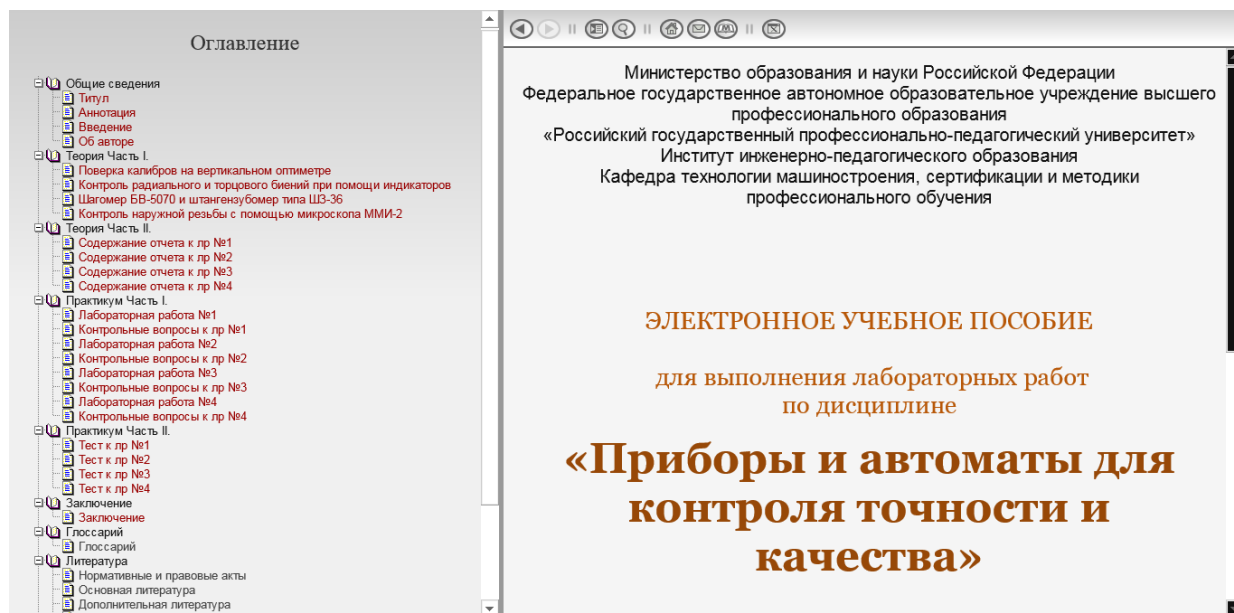 Оглавление
Общие сведения
Титул
Аннотация
Введение
Об авторе
Теория Часть I.
Поверка калибров на вертикальном оптиметре
Контроль радиального и торцового биений при помощи индикаторов
Шагомер БВ-5070 и штангензубомер типа ШЗ-36
Контроль наружной резьбы с помощью микроскопа ММИ-2
Теория Часть II.
Содержание отчета к лр №1
Содержание отчета к лр №2
Содержание отчета к лр №3
Содержание отчета к лр №4
Практикум Часть I.
Лабораторная работа №1
Контрольные вопросы к лр №1
Лабораторная работа №2
Контрольные вопросы к лр №2
Лабораторная работа №3
Контрольные вопросы к лр №3
Лабораторная работа №4
Контрольные вопросы к лр №4
Практикум Часть II.
Тест к лр №1
Тест к лр №2
Тест к лр №3
Тест к лр №4
Заключение
Заключение
Глоссарий
Глоссарий
Литература
Нормативные и правовые акты
Основная литература
Дополнительная литература
Министерство образования и науки Российской Федерации
Федеральное государственное автономное образовательное учреждение высшего
профессионального образования
«Российский государственный профессионально-педагогический университет»
Институт инженерно-педагогического образования
Кафедра технологии машиностроения, сертификации и методики
профессионального обучения
ЭЛЕКТРОННОЕ УЧЕБНОЕ ПОСОБИЕ
для выполнения лабораторных работ
по дисциплине
«Приборы и автоматы для
контроля точности и
качества»